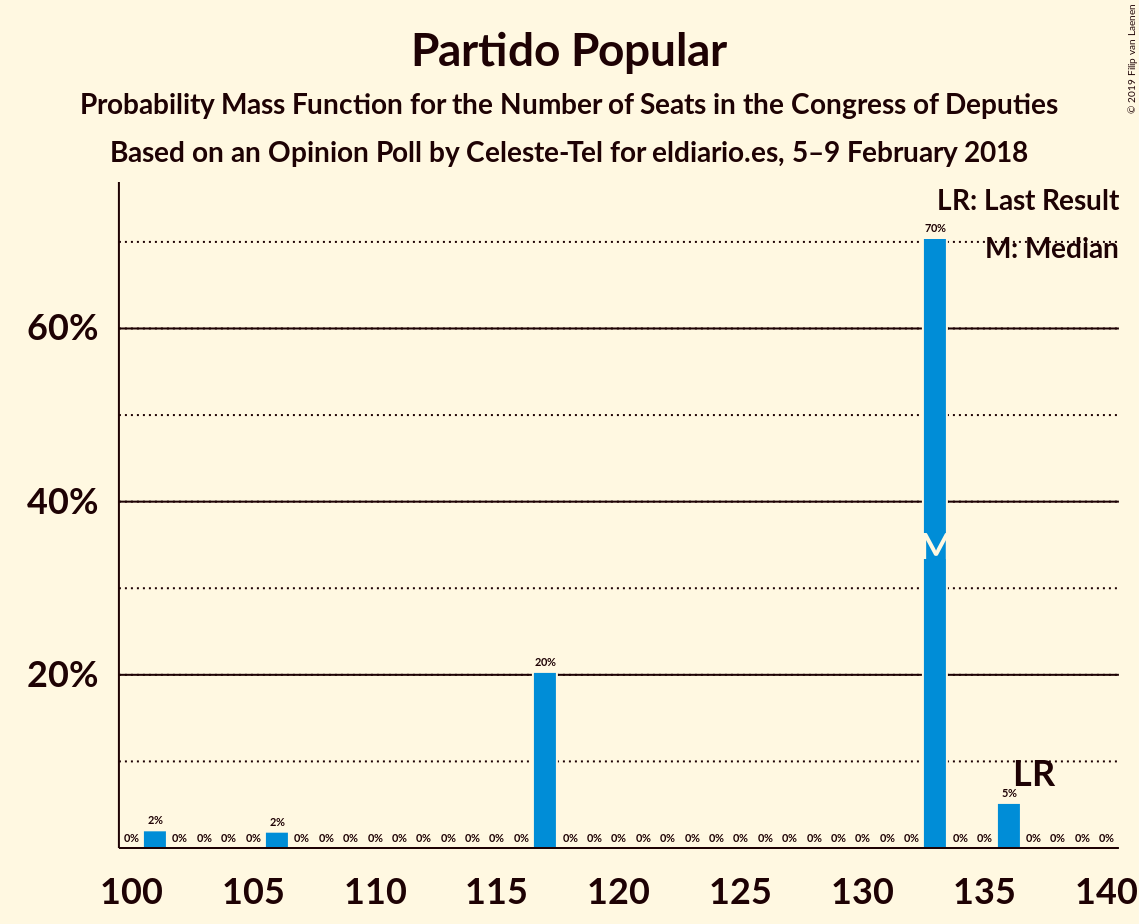 Partido Popular
Probability Mass Function for the Number of Seats in the Congress of Deputies
Based on an Opinion Poll by Celeste-Tel for eldiario.es, 5–9 February 2018
© 2019 Filip van Laenen
LR: Last Result
M: Median
60%
40%
20%
0% 2% 0% 0% 0% 0% 2% 0% 0% 0% 0% 0% 0% 0% 0% 0% 0% 20% 0% 0% 0% 0% 0% 0% 0% 0% 0% 0% 0% 0% 0% 0% 0% 70% 0% 0% 5% 0% 0% 0% 0%
M
LR
100 105 110 115 120 125 130 135 140